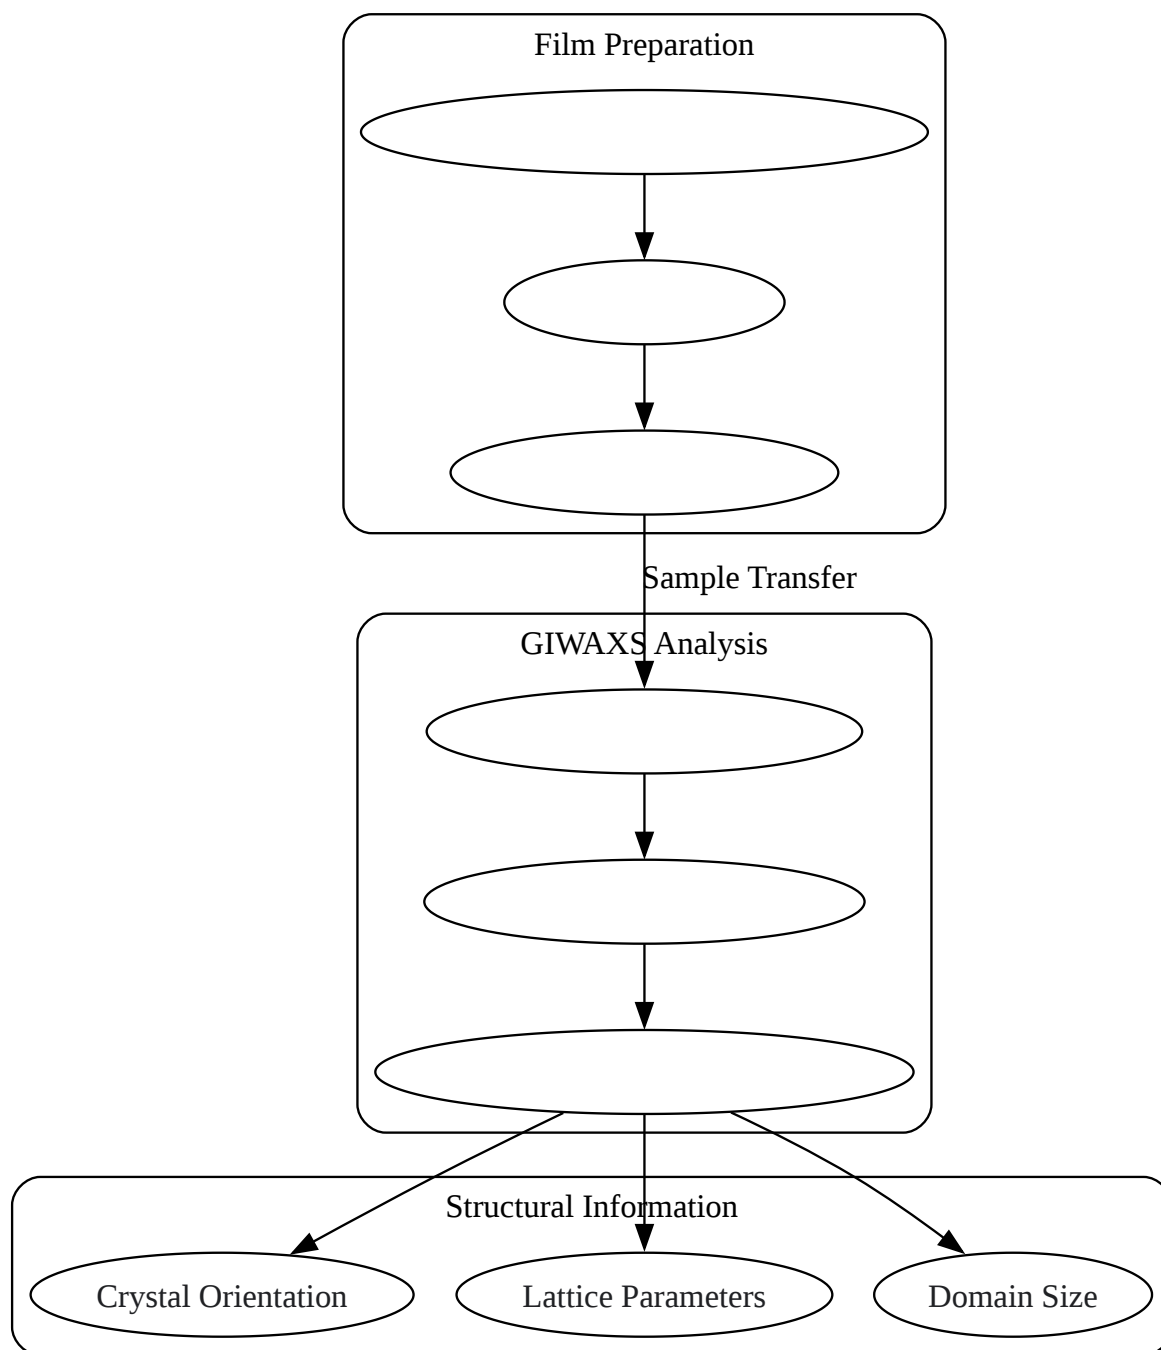 Film Preparation
Sample Transfer
GIWAXS Analysis
Structural Information
Crystal Orientation
Lattice Parameters
Domain Size